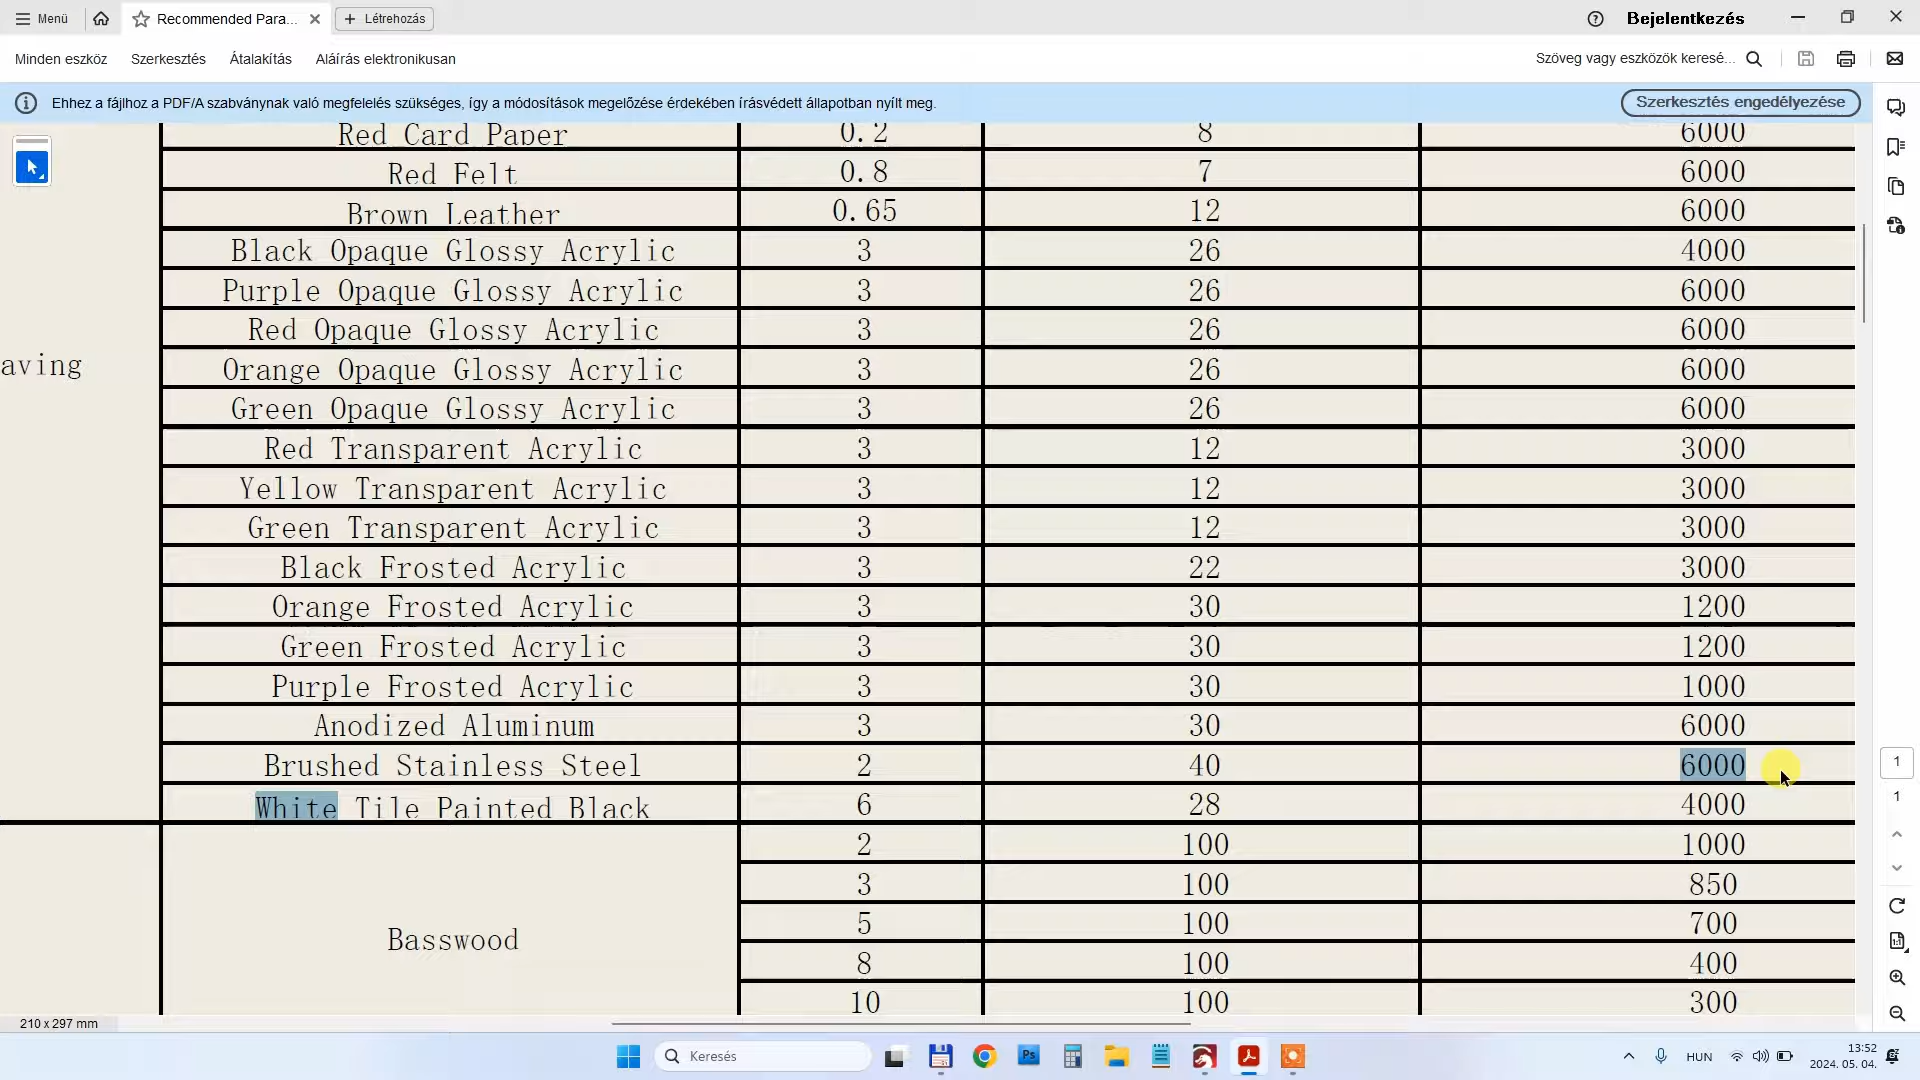 Menü
Recommended Para...
Létrehozás
Bejelentkezés
Minden eszköz Szerkesztés Átalakítás Aláírás elektronikusan
Szöveg vagy eszközök keresé...
Ehhez a fájlhoz a PDF/A szabványnak való megfelelés szükséges, így a módosítások megelőzése érdekében írásvédett állapotban nyílt meg.
Szerkesztés engedélyezése
Red Card Paper 0.2 8 6000
Red Felt 0.8 7 6000
Brown Leather 0.65 12 6000
Black Opaque Glossy Acrylic 3 26 4000
Purple Opaque Glossy Acrylic 3 26 6000
Red Opaque Glossy Acrylic 3 26 6000
aving
Orange Opaque Glossy Acrylic 3 26 6000
Green Opaque Glossy Acrylic 3 26 6000
Red Transparent Acrylic 3 12 3000
Yellow Transparent Acrylic 3 12 3000
Green Transparent Acrylic 3 12 3000
Black Frosted Acrylic 3 22 3000
Orange Frosted Acrylic 3 30 1200
Green Frosted Acrylic 3 30 1200
Purple Frosted Acrylic 3 30 1000
Anodized Aluminum 3 30 6000
Brushed Stainless Steel 2 40 6000
White Tile Painted Black 6 28 4000
Basswood
2 100 1000
3 100 850
5 100 700
8 100 400
10 100 300
1
1
210 x 297 mm
Keresés
Ps
HUN
13:52
2024. 05. 04.